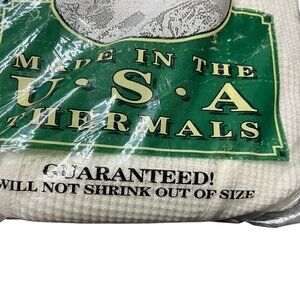 MADE IN THE
U·S·A
THERMALS
GUARANTEED!
WILL NOT SHRINK OUT OF SIZE